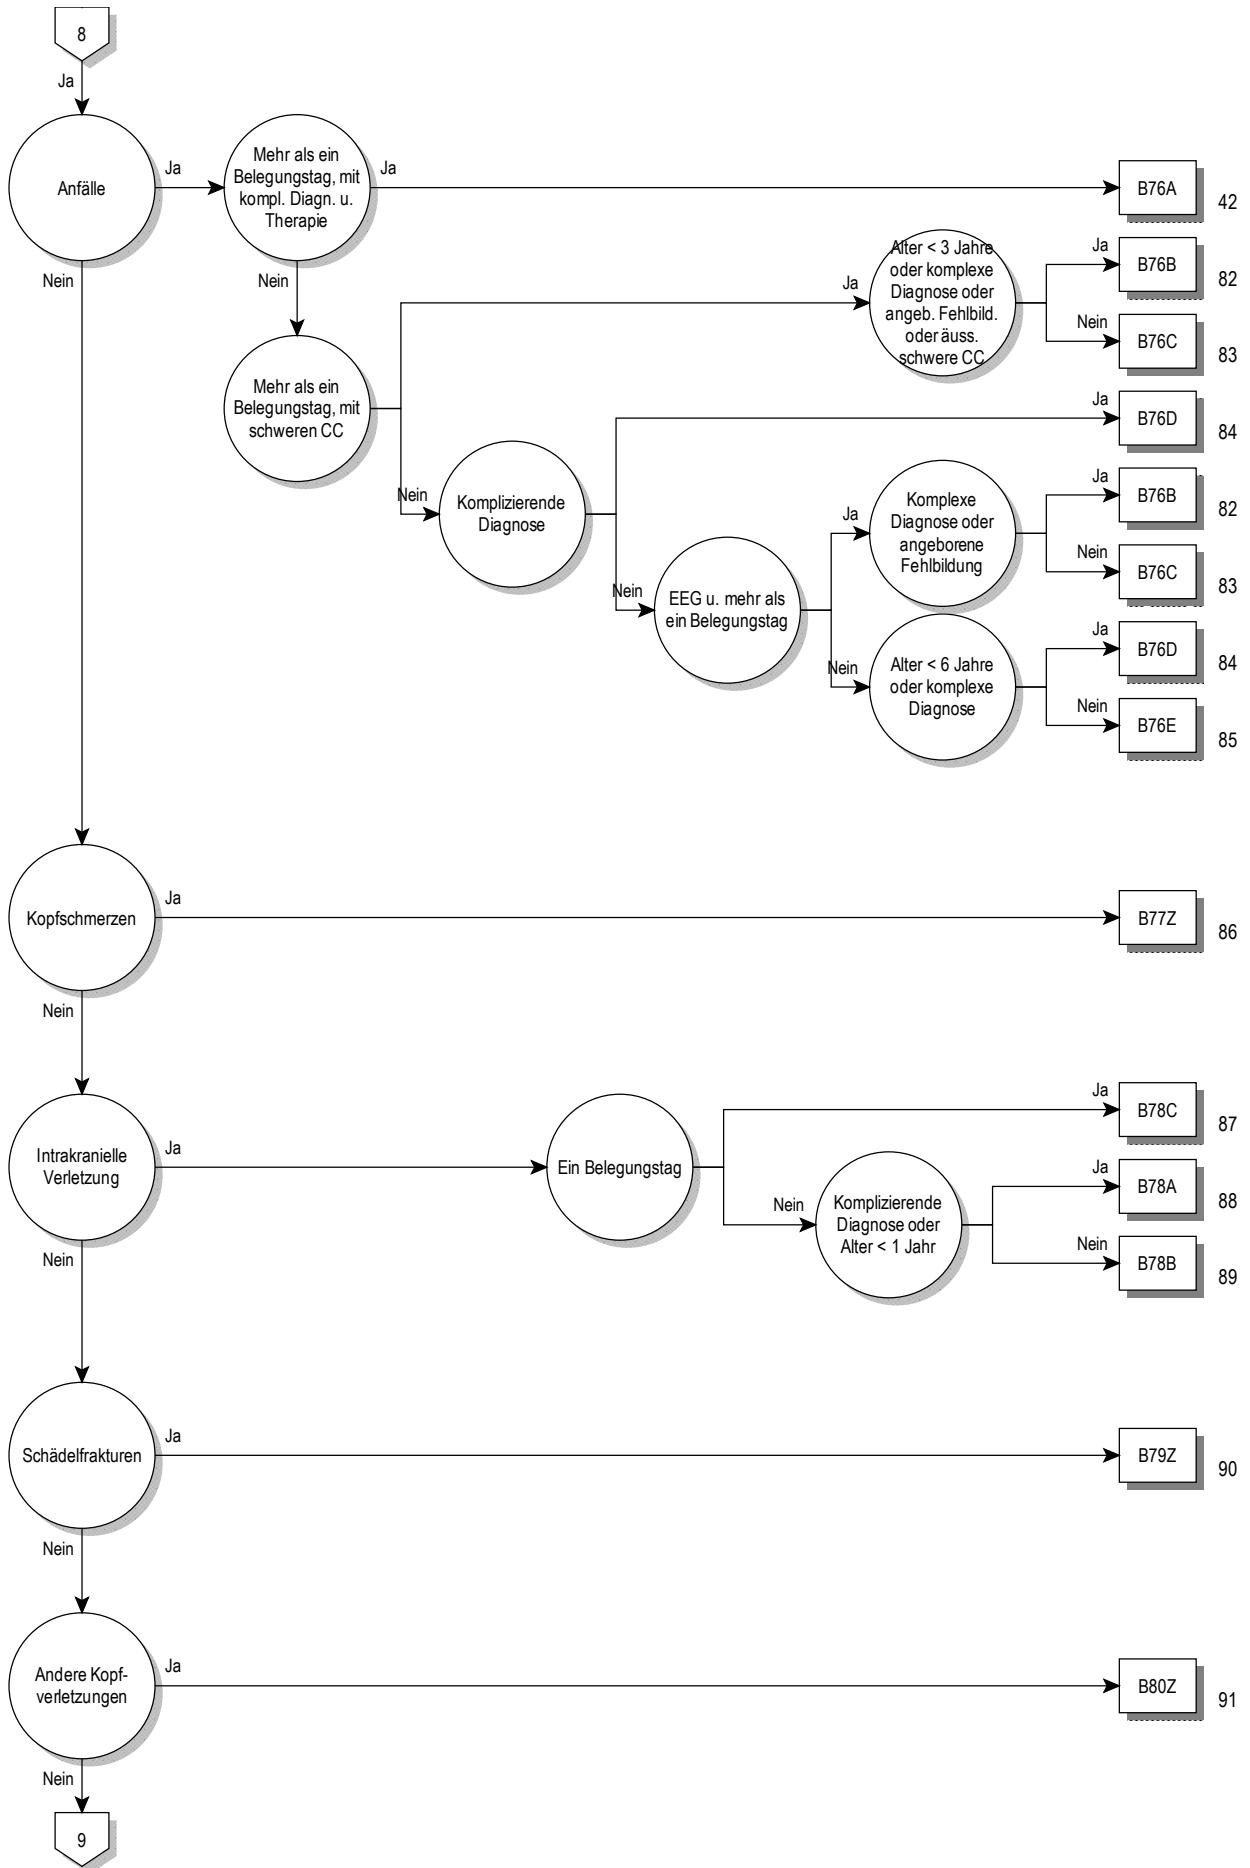 8
Ja
Anfälle
Ja
Mehr als ein
Belegungstag, mit
kompl. Diagn. u.
Therapie
Ja
B76A
42
Nein
Nein
Alter < 3 Jahre
oder komplexe
Diagnose oder
angeb. Fehlbild.
oder äuss.
schwere CC
Ja
Ja
B76B
82
Nein
B76C
83
Mehr als ein
Belegungstag, mit
schweren CC
Ja
B76D
84
Nein
Komplizierende
Diagnose
Komplexe
Diagnose oder
angeborene
Fehlbildung
Ja
Ja
B76B
82
Nein
B76C
83
Nein
EEG u. mehr als
ein Belegungstag
Nein
Alter < 6 Jahre
oder komplexe
Diagnose
Ja
B76D
84
Nein
B76E
85
Kopfschmerzen
Ja
B77Z
86
Nein
Intrakranielle
Verletzung
Ja
Ein Belegungstag
Ja
B78C
87
Nein
Komplizierende
Diagnose oder
Alter < 1 Jahr
Ja
B78A
88
Nein
B78B
89
Nein
Schädelfrakturen
Ja
B79Z
90
Nein
Andere Kopf-
verletzungen
Ja
B80Z
91
Nein
9